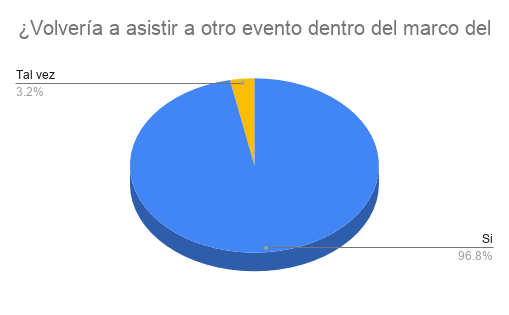 ¿Volvería a asistir a otro evento dentro del marco del
Tal vez
3.2%
Si
96.8%